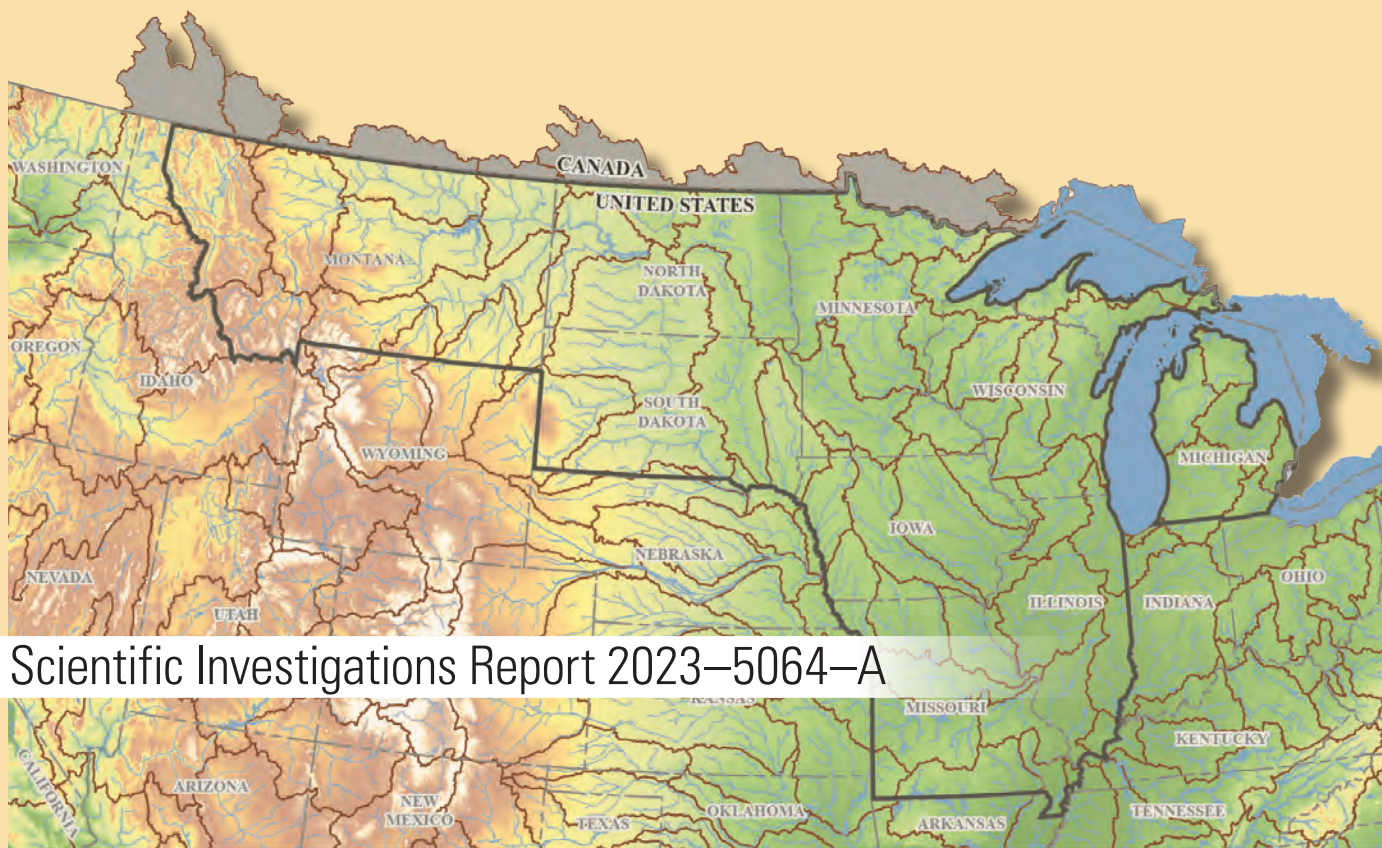 CANADA
UNITED STATES
WASHINGTON
MONTANA
NORTH
DAKOTA
MINNESOTA
OREGON
IDAHO
WISCONSIN
SOUTH
DAKOTA
WYOMING
MICHIGAN
IOWA
NEBRASKA
NEVADA
OHIO
UTAH
ILLINOIS
INDIANA
Scientific Investigations Report 2023–5064–A
KANSAS
MISSOURI
KENTUCKY
CALIFORNIA
ARIZONA
NEW
MEXICO
TEXAS
OKLAHOMA
ARKANSAS
TENNESSEE